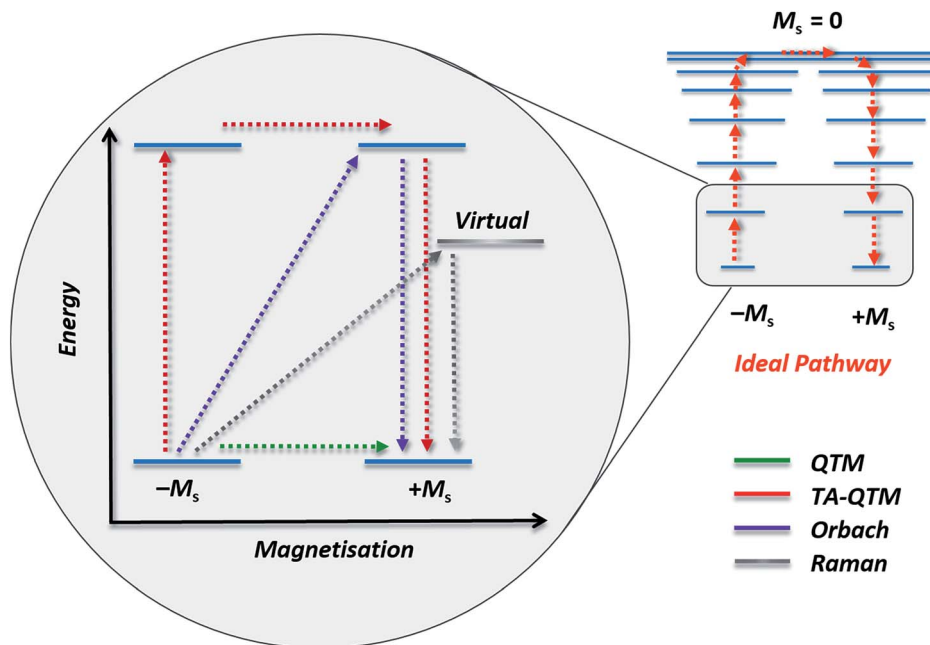 Mₛ = 0
Virtual
Energy
–Mₛ
+Mₛ
Magnetisation
–Mₛ
+Mₛ
Ideal Pathway
QTM
TA-QTM
Orbach
Raman